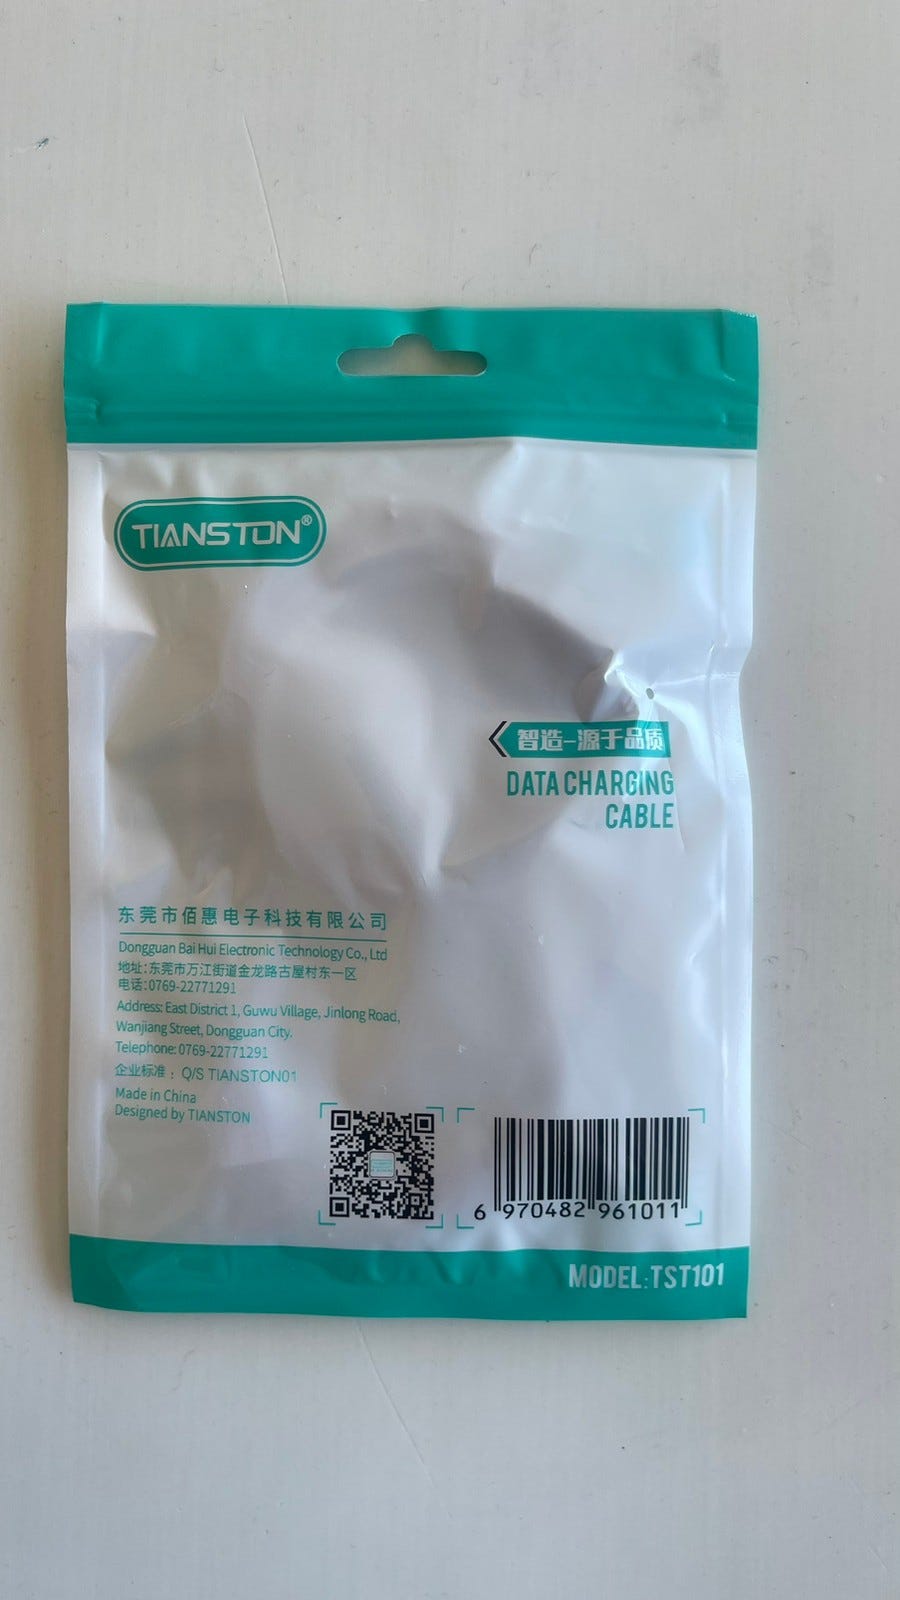 TIANSTON®
智造-源于品质
DATA CHARGING
CABLE
东莞市佰惠电子科技有限公司
Dongguan Bai Hui Electronic Technology Co., Ltd
地址:东莞市万江街道金龙路古屋村东一区
电话:0769-22771291
Address: East District 1, Guwu Village, Jinlong Road,
Wanjiang Street, Dongguan City.
Telephone: 0769-22771291
企业标准：Q/S TIANSTON01
Made in China
Designed by TIANSTON
6 970482 961011
MODEL:TST101